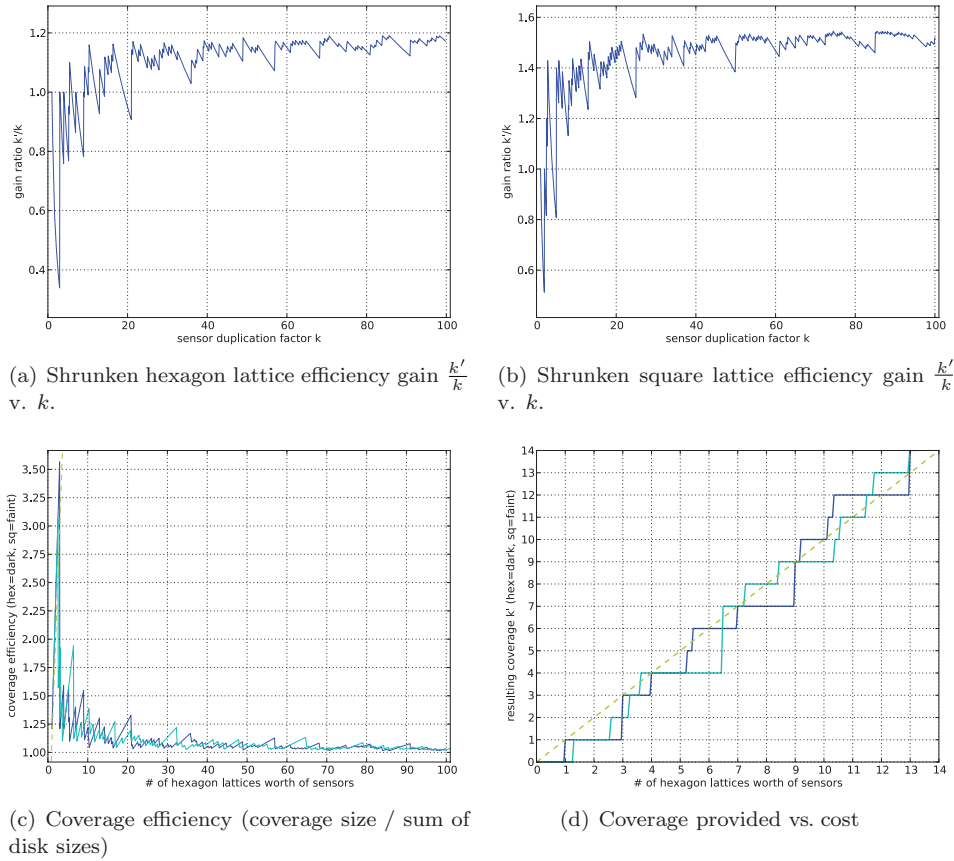 1.2
1.0
0.8
0.6
0.4
gain ratio k'/k
0 20 40 60 80 100
sensor duplication factor k
1.6
1.4
1.2
1.0
0.8
0.6
gain ratio k'/k
0 20 40 60 80 100
sensor duplication factor k
(a) Shrunken hexagon lattice efficiency gain k'/k
v. k.
(b) Shrunken square lattice efficiency gain k'/k
v. k.
3.50
3.25
3.00
2.75
2.50
2.25
2.00
1.75
1.50
1.25
1.00
coverage efficiency (hex=dark, sq=faint)
0 10 20 30 40 50 60 70 80 90 100
# of hexagon lattices worth of sensors
14
13
12
11
10
9
8
7
6
5
4
3
2
1
0
resulting coverage k' (hex=dark, sq=faint)
0 1 2 3 4 5 6 7 8 9 10 11 12 13 14
# of hexagon lattices worth of sensors
(c) Coverage efficiency (coverage size / sum of
disk sizes)
(d) Coverage provided vs. cost